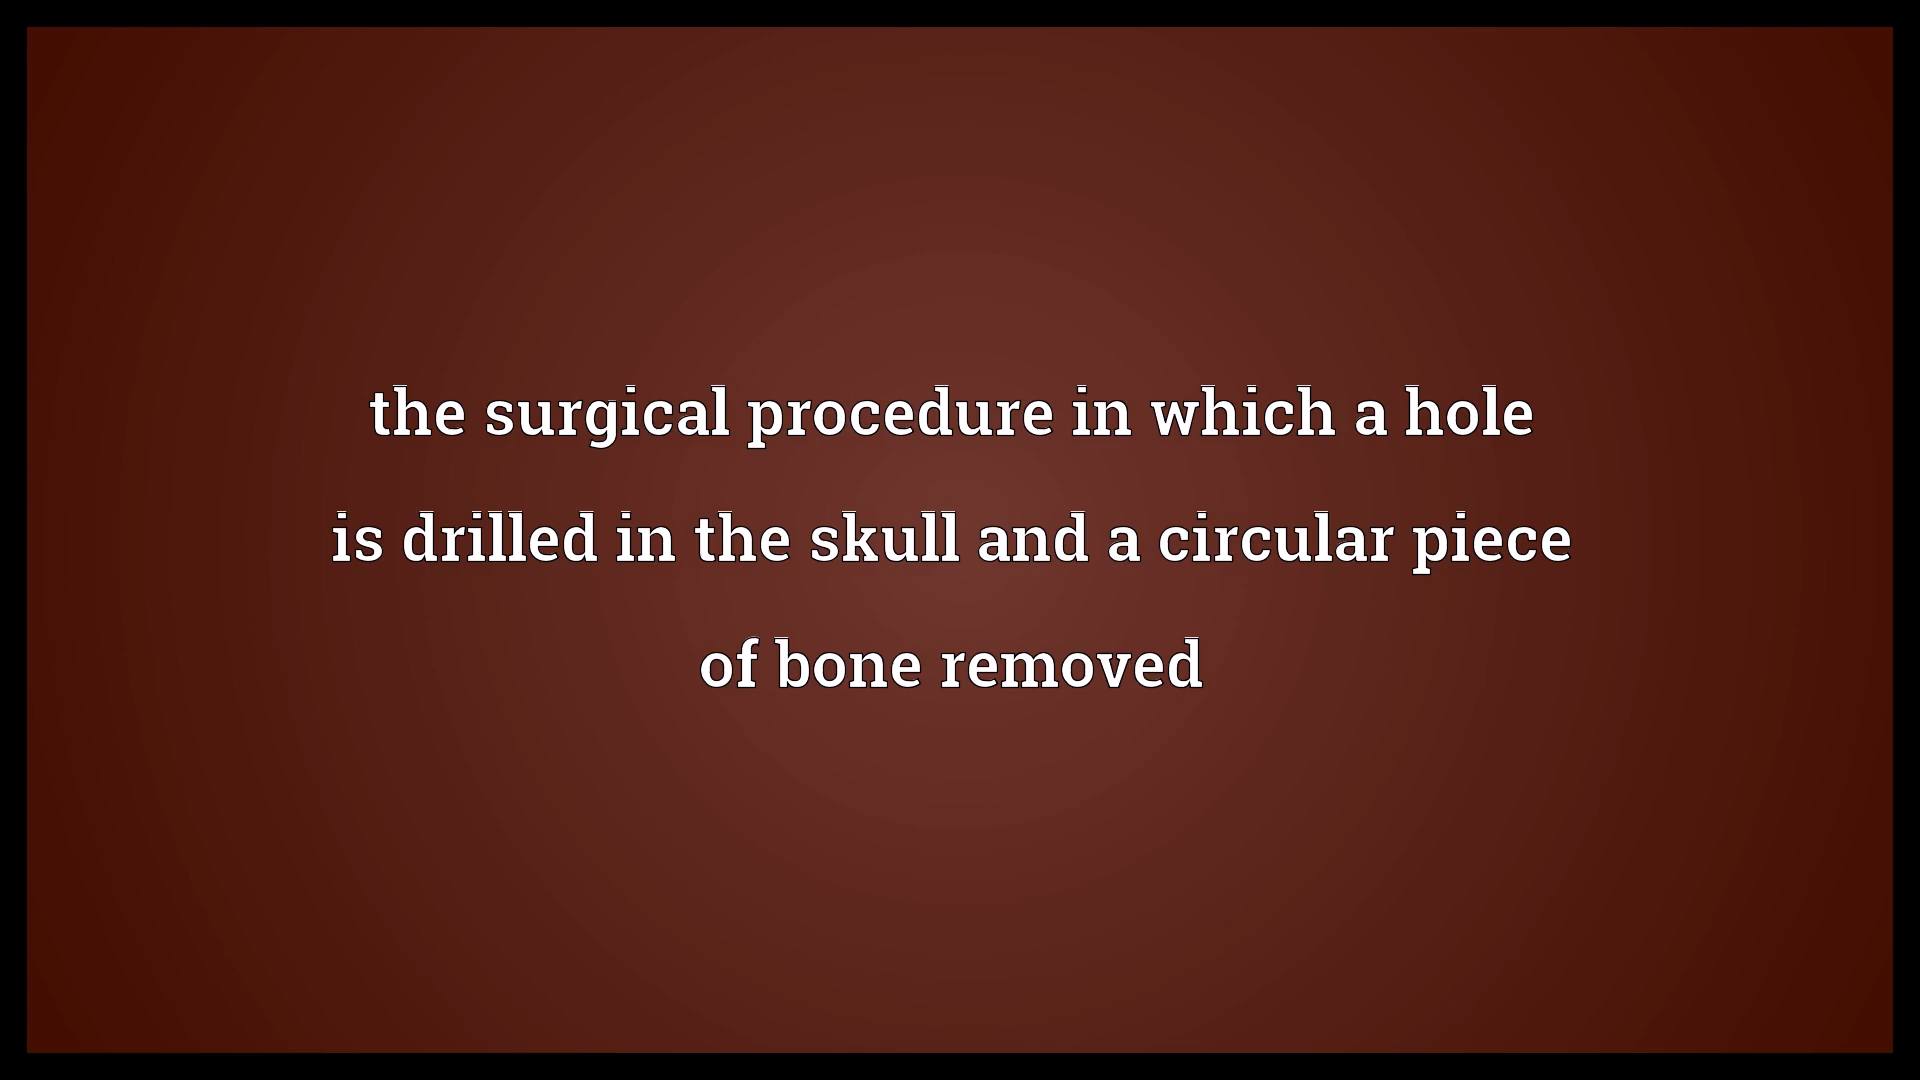 the surgical procedure in which a hole
is drilled in the skull and a circular piece
of bone removed